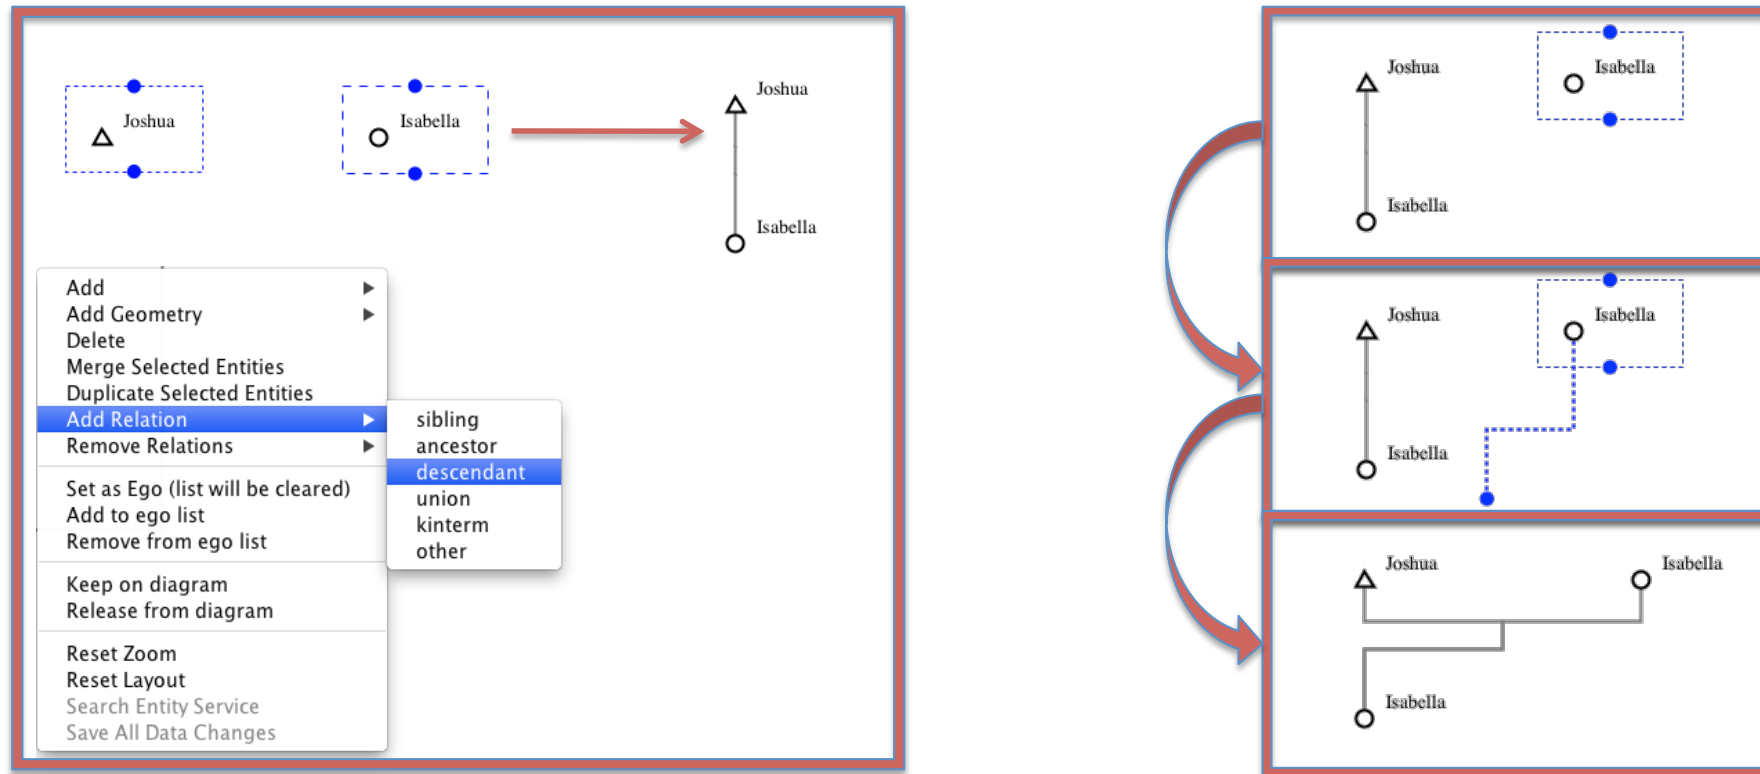 Joshua
Isabella
Joshua
Isabella
Add
Add Geometry
Delete
Merge Selected Entities
Duplicate Selected Entities
Add Relation
Remove Relations
Set as Ego (list will be cleared)
Add to ego list
Remove from ego list
Keep on diagram
Release from diagram
Reset Zoom
Reset Layout
Search Entity Service
Save All Data Changes
sibling
ancestor
descendant
union
kinterm
other
Joshua
Isabella
Isabella
Joshua
Isabella
Isabella
Joshua
Isabella
Isabella